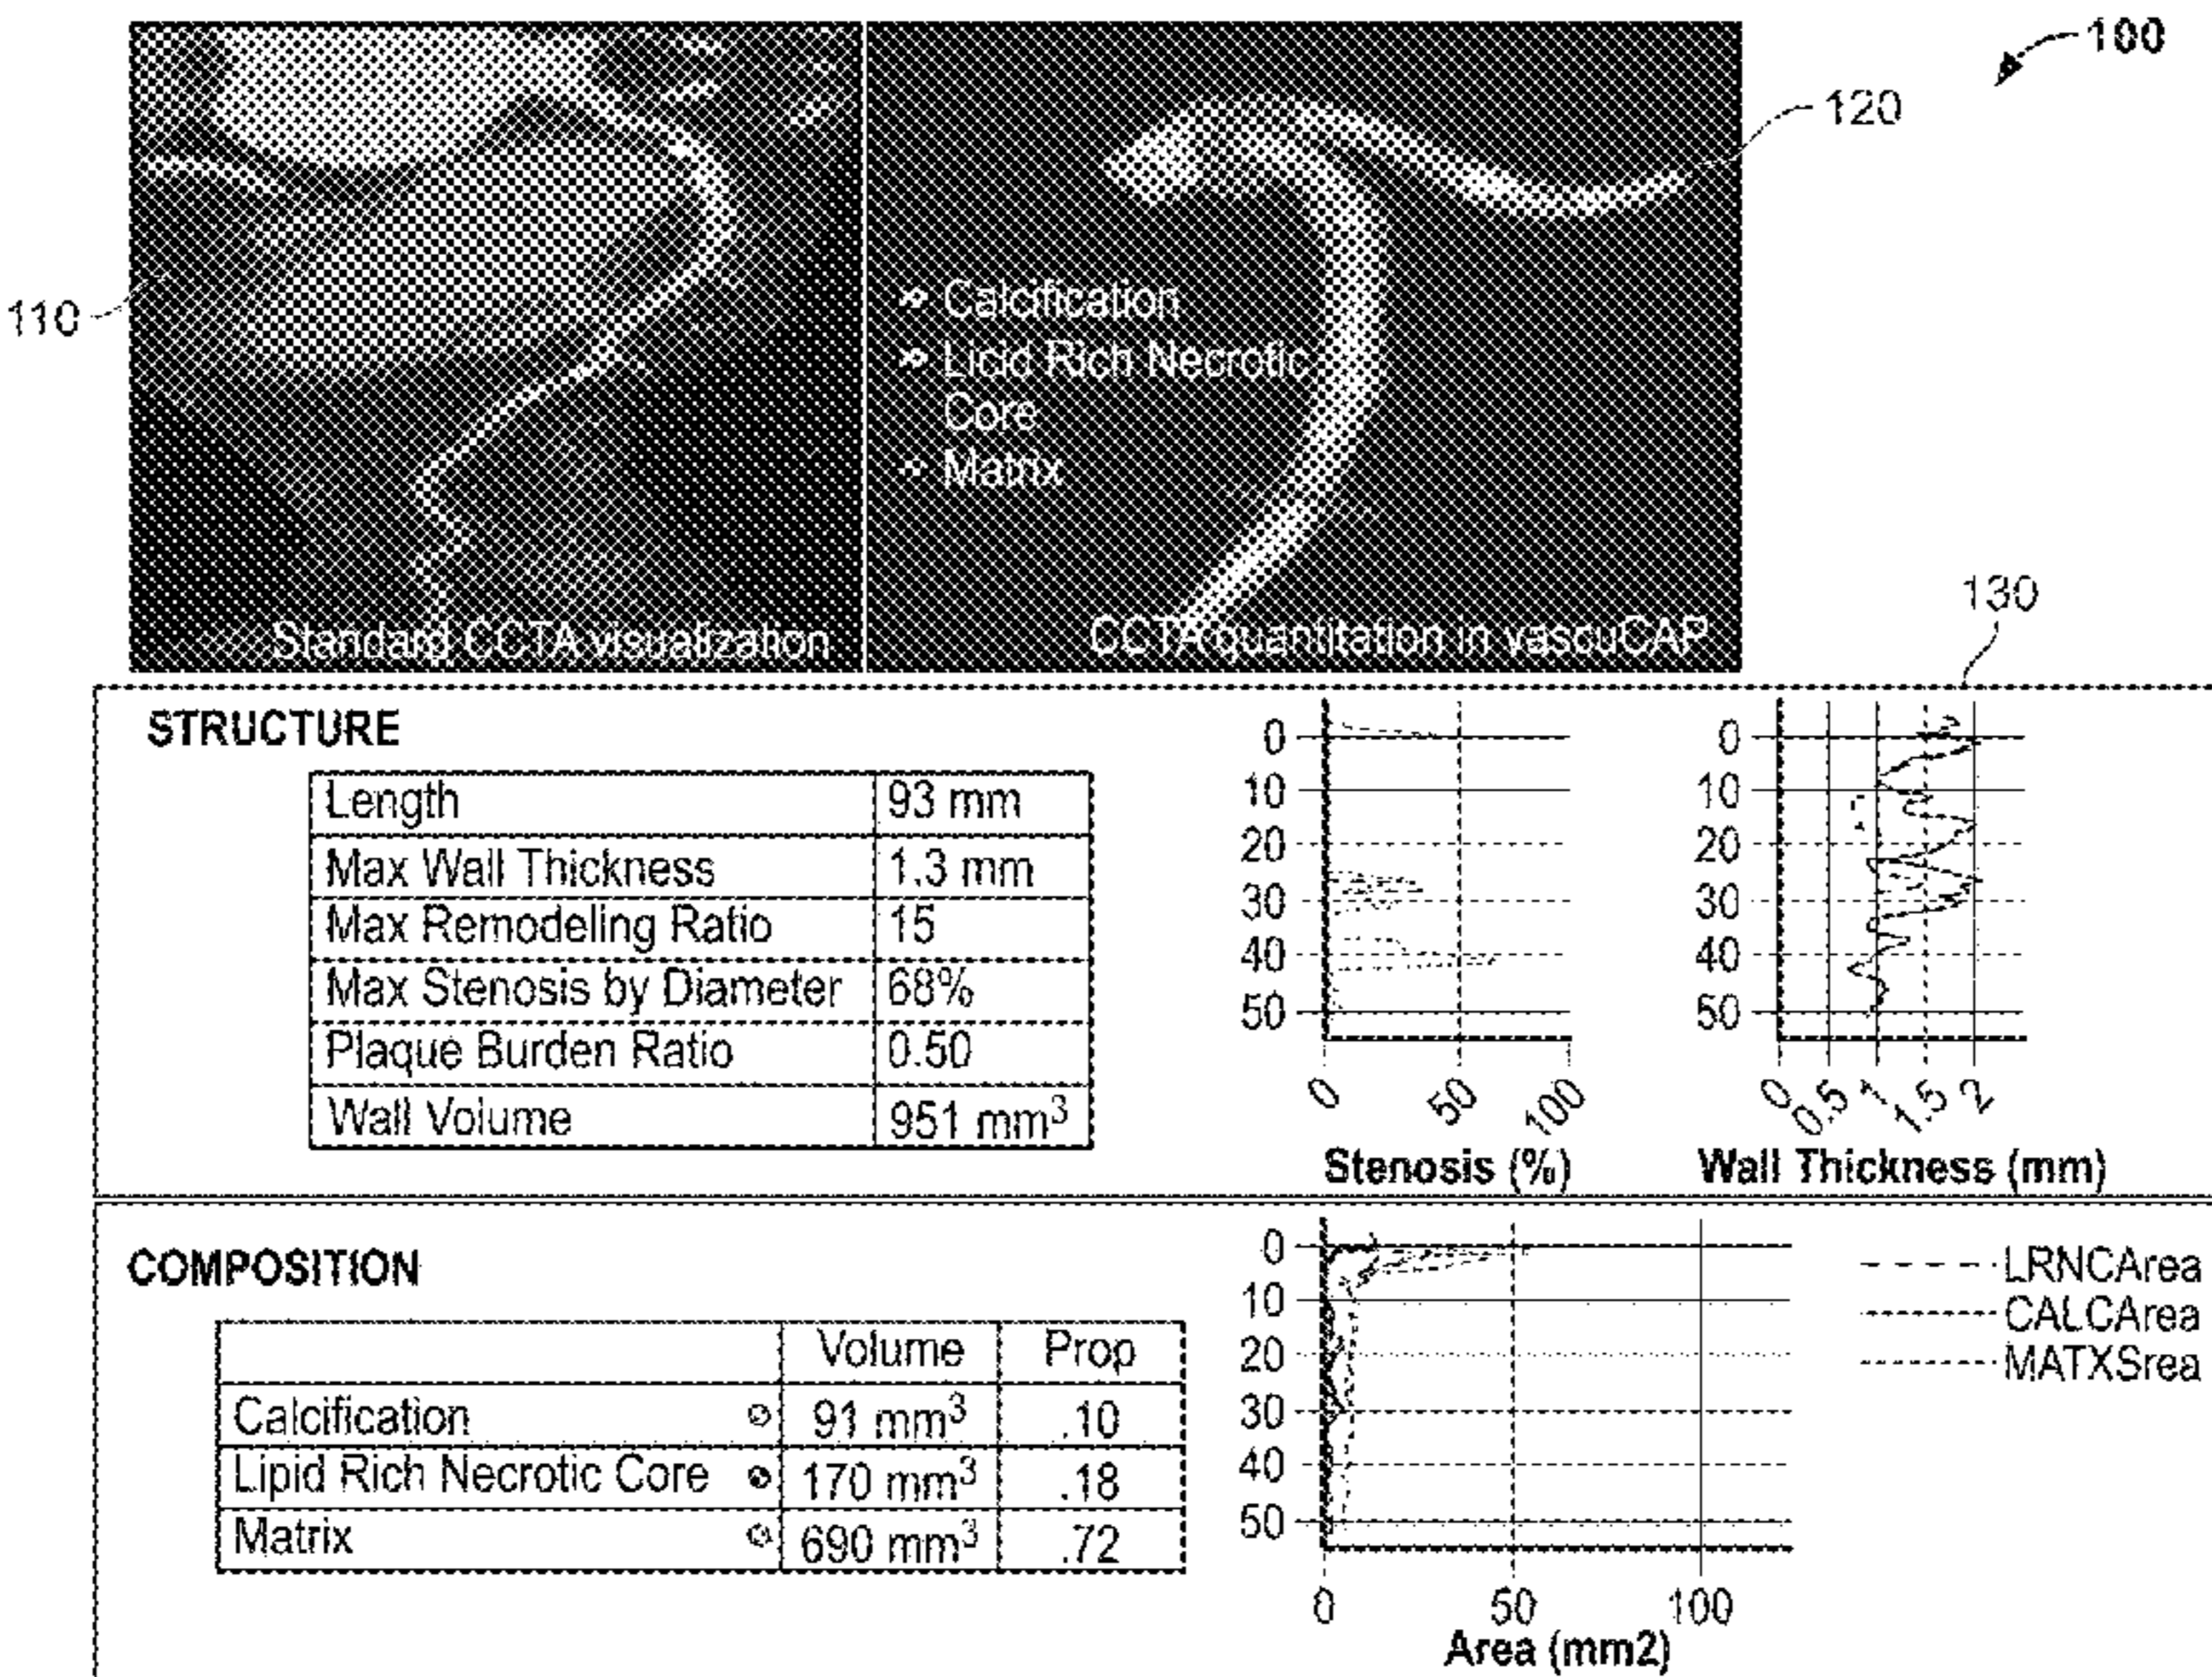 100
120
110
Calcification
Licid Rich Necrotic
Core
Matrix
Standard CCTA visualization
CCTA quantitation in vascuCAP
130
STRUCTURE
Length 93 mm
Max Wall Thickness 1.3 mm
Max Remodeling Ratio 15
Max Stenosis by Diameter 68%
Plaque Burden Ratio 0.50
Wall Volume 951 mm³
0
10
20
30
40
50
0 50 100
Stenosis (%)
0
10
20
30
40
50
0 0.5 1 1.5 2
Wall Thickness (mm)
COMPOSITION
Volume Prop
Calcification 91 mm³ .10
Lipid Rich Necrotic Core 170 mm³ .18
Matrix 690 mm³ .72
0
10
20
30
40
50
0 50 100
Area (mm2)
LRNCArea
CALCArea
MATXSrea